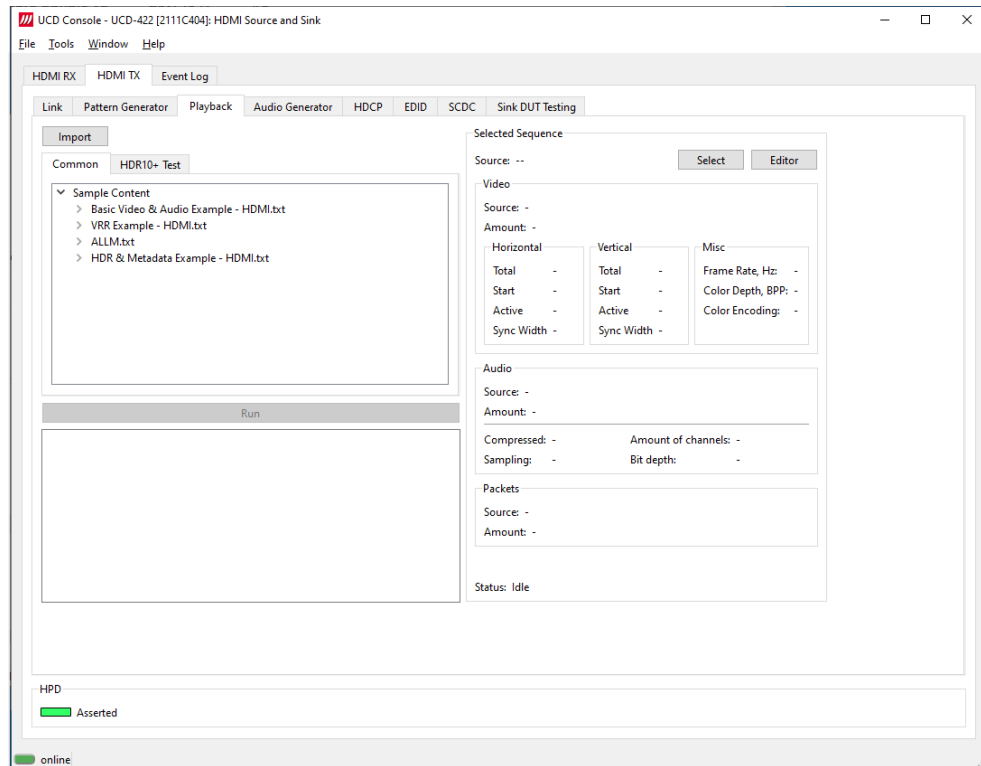 UCD Console - UCD-422 [2111C404]: HDMI Source and Sink
File Tools Window Help
HDMI RX HDMI TX Event Log
Link Pattern Generator Playback Audio Generator HDCP EDID SCDC Sink DUT Testing
Import
Common HDR10+ Test
Sample Content
Basic Video & Audio Example - HDMI.txt
VRR Example - HDMI.txt
ALLM.txt
HDR & Metadata Example - HDMI.txt
Run
Selected Sequence
Source: -- Select Editor
Video
Source: -
Amount: -
Horizontal
Total -
Start -
Active -
Sync Width -
Vertical
Total -
Start -
Active -
Sync Width -
Misc
Frame Rate, Hz: -
Color Depth, BPP: -
Color Encoding: -
Audio
Source: -
Amount: -
Compressed: - Amount of channels: -
Sampling: - Bit depth: -
Packets
Source: -
Amount: -
Status: Idle
HPD
Asserted
online